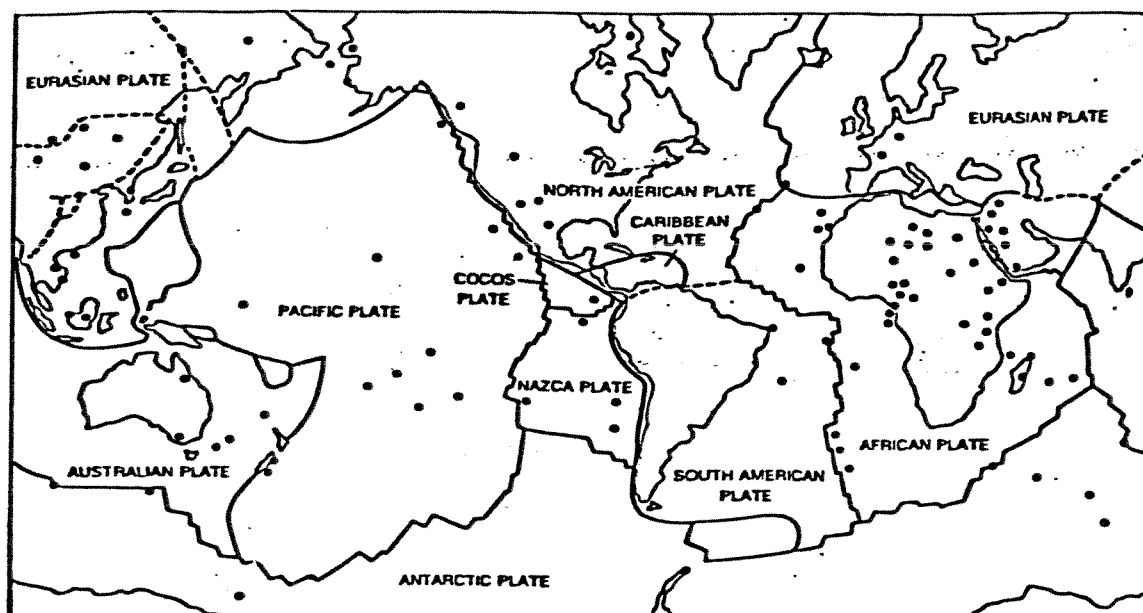 EURASIAN PLATE
EURASIAN PLATE
NORTH AMERICAN PLATE
CARIBBEAN
PLATE
COCOS
PLATE
PACIFIC PLATE
NAZCA PLATE
AFRICAN PLATE
AUSTRALIAN PLATE
SOUTH AMERICAN
PLATE
ANTARCTIC PLATE